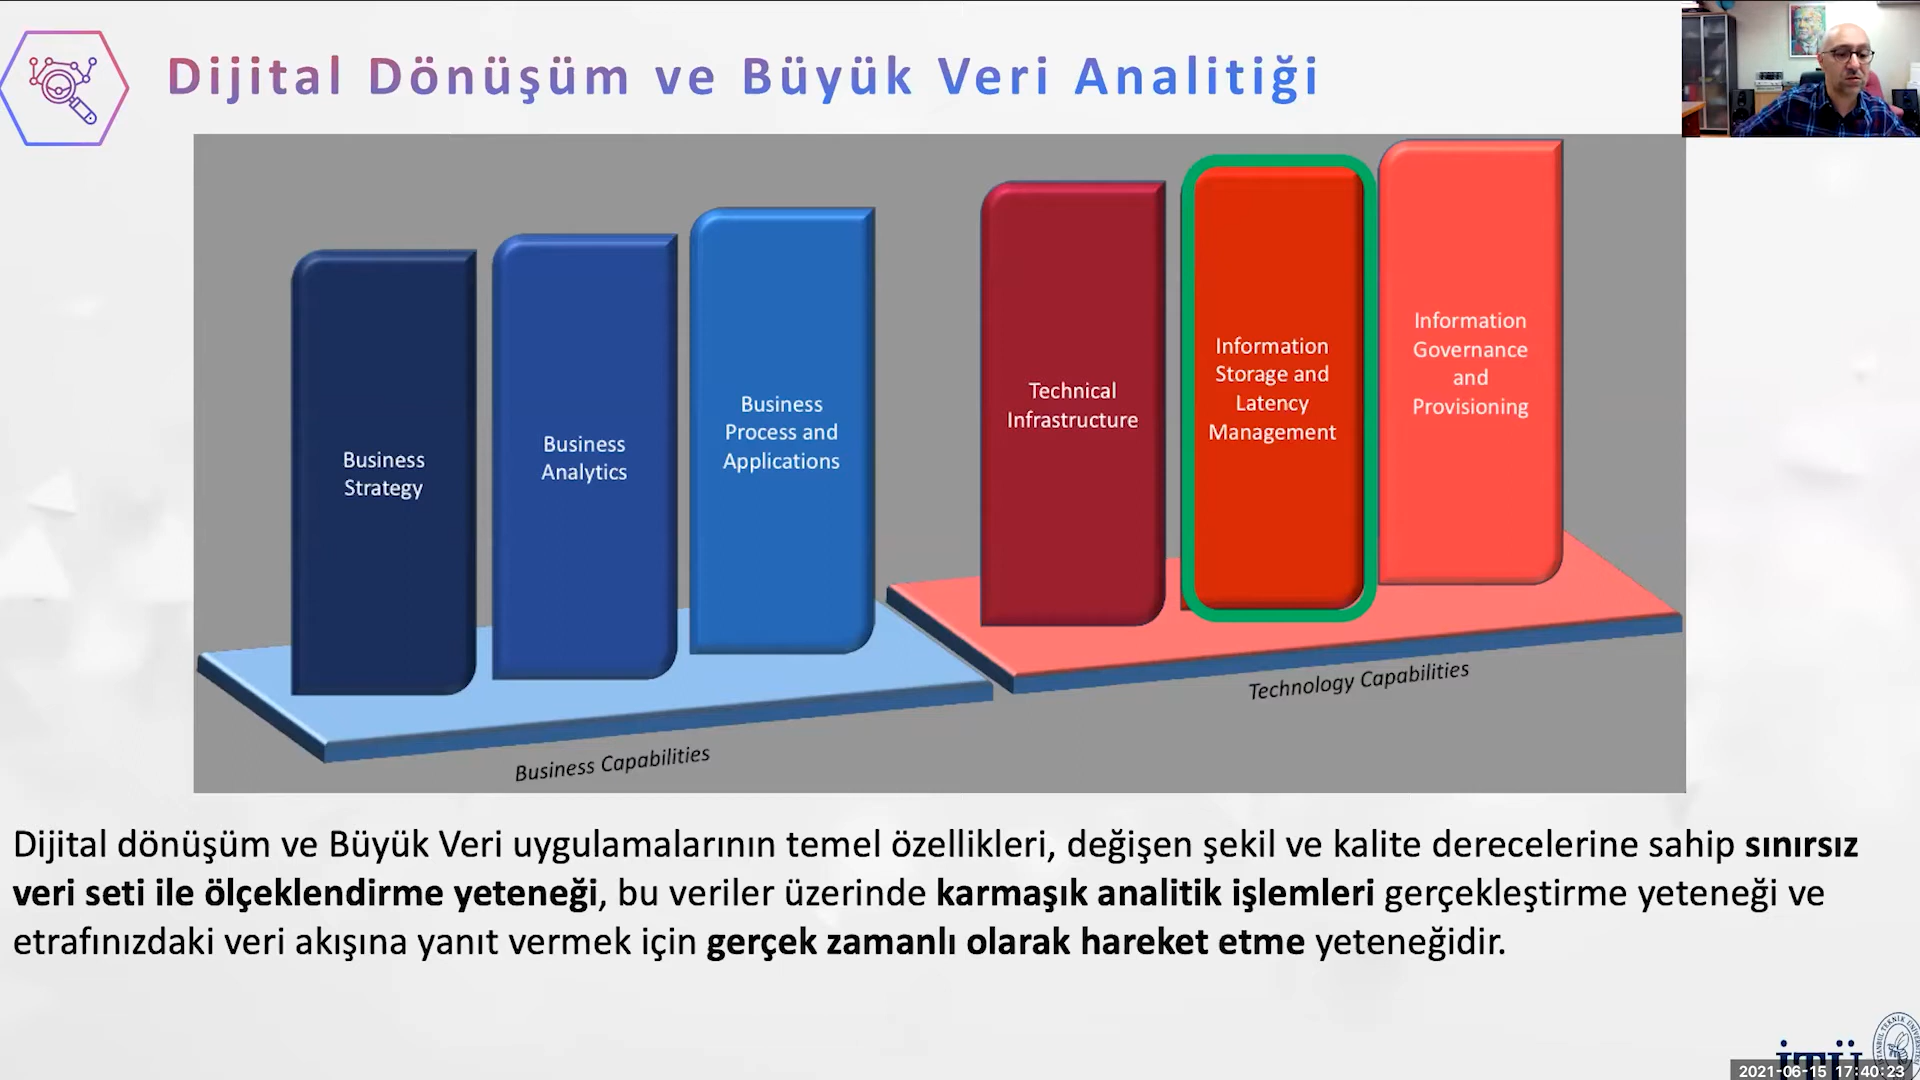 Dijital Dönüşüm ve Büyük Veri Analitiği
Business
Strategy
Business
Analytics
Business
Process and
Applications
Technical
Infrastructure
Information
Storage and
Latency
Management
Information
Governance
and
Provisioning
Business Capabilities
Technology Capabilities
Dijital dönüşüm ve Büyük Veri uygulamalarının temel özellikleri, değişen şekil ve kalite derecelerine sahip sınırsız
veri seti ile ölçeklendirme yeteneği, bu veriler üzerinde karmaşık analitik işlemleri gerçekleştirme yeteneği ve
etrafınızdaki veri akışına yanıt vermek için gerçek zamanlı olarak hareket etme yeteneğidir.
İTÜ
2021-06-15 17:40:23